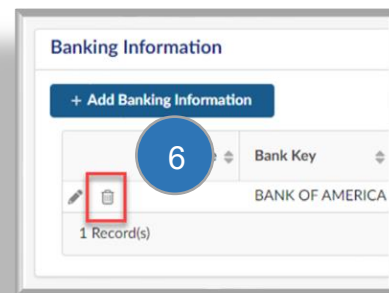 Banking Information
+ Add Banking Information
6
Bank Key
BANK OF AMERICA
1 Record(s)